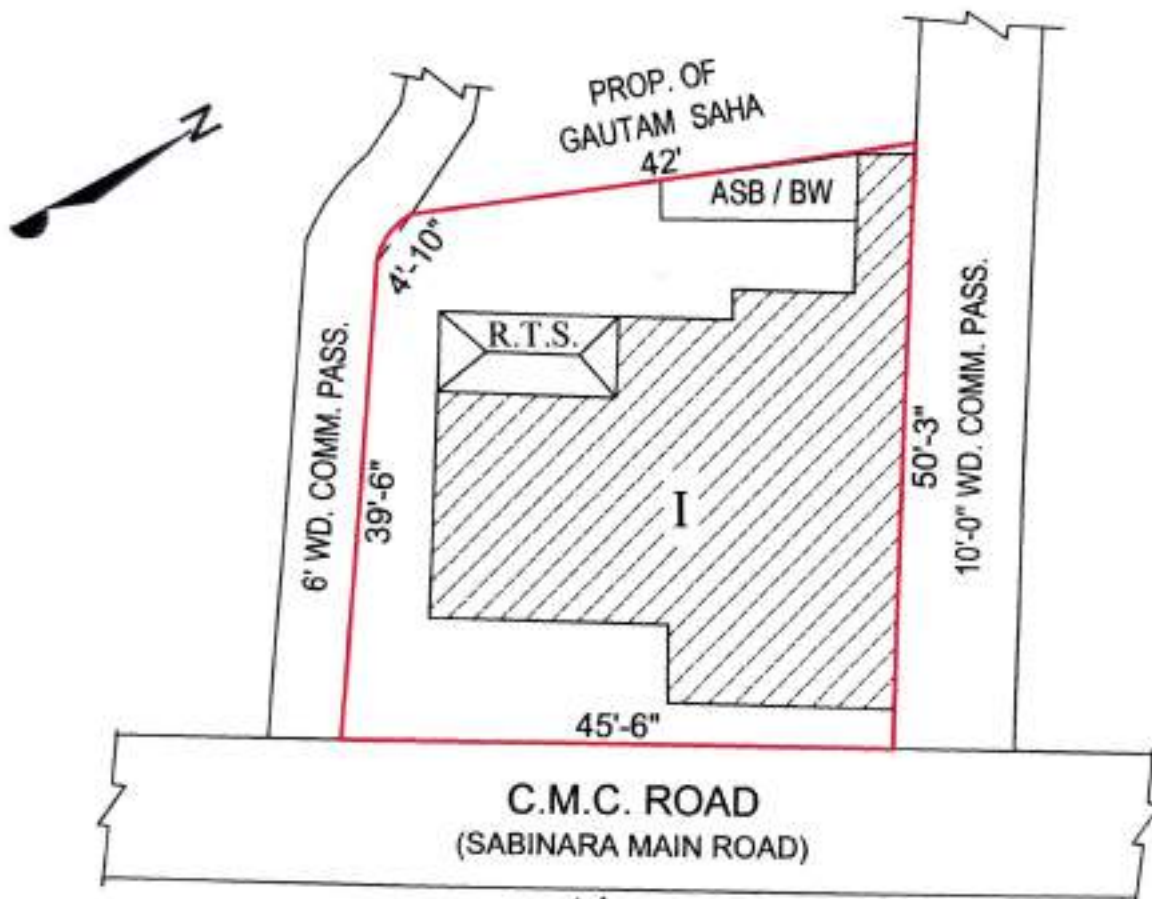 N
PROP. OF
GAUTAM SAHA
42'
ASB / BW
4'-10"
R.T.S.
6' WD. COMM. PASS.
39'-6"
I
50'-3"
10'-0" WD. COMM. PASS.
45'-6"
C.M.C. ROAD
(SABINARA MAIN ROAD)